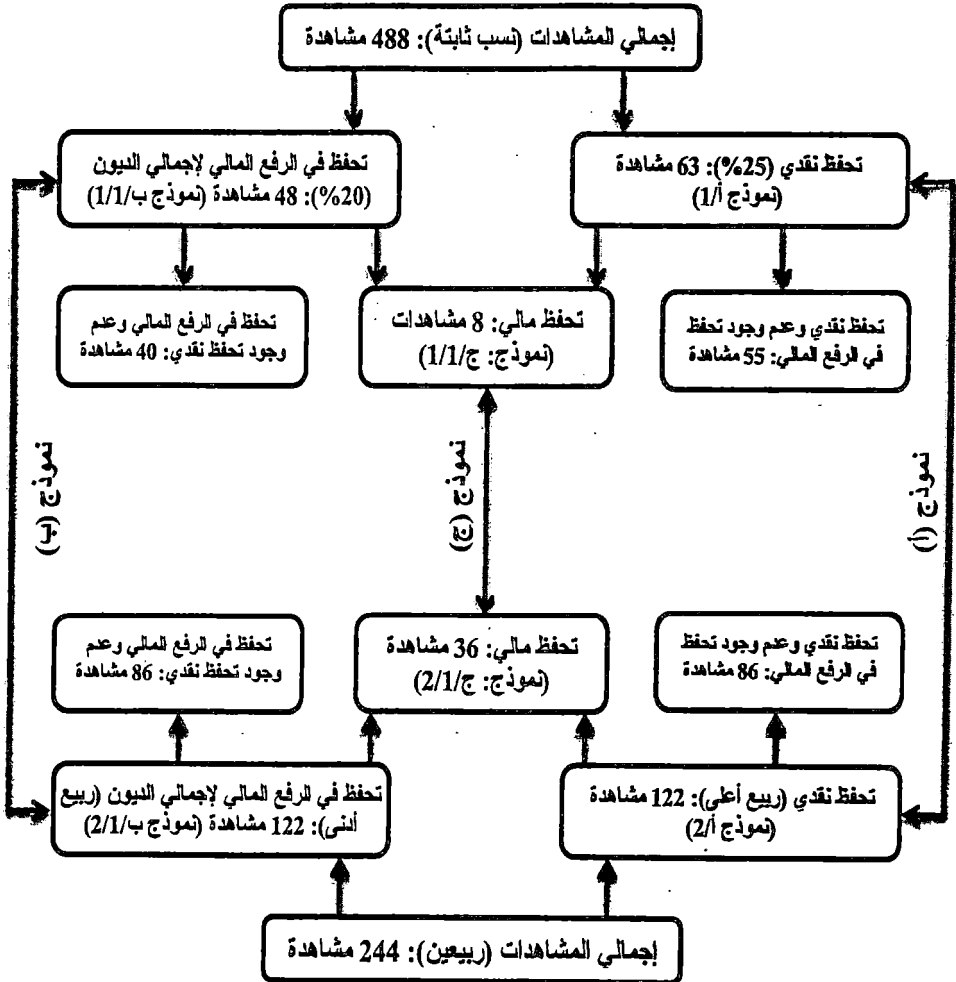 إجمالي المشاهدات (نسب ثابتة): 488 مشاهدة
تحفظ نقدي (25%): 63 مشاهدة
(نموذج أ/1)
تحفظ في الرفع المالي لإجمالي الديون
(20%): 48 مشاهدة (نموذج ب/1/1)
تحفظ نقدي وعدم وجود تحفظ
في الرفع المالي: 55 مشاهدة
تحفظ مالي: 8 مشاهدات
(نموذج: ج/1/1)
تحفظ في الرفع المالي وعدم
وجود تحفظ نقدي: 40 مشاهدة
نموذج (أ)
نموذج (ج)
نموذج (ب)
تحفظ نقدي وعدم وجود تحفظ
في الرفع المالي: 86 مشاهدة
تحفظ مالي: 36 مشاهدة
(نموذج: ج/2/1)
تحفظ في الرفع المالي وعدم
وجود تحفظ نقدي: 86 مشاهدة
تحفظ نقدي (ربيع أعلى): 122 مشاهدة
(نموذج أ/2)
تحفظ في الرفع المالي لإجمالي الديون (ربيع
أدنى): 122 مشاهدة (نموذج ب/2/1)
إجمالي المشاهدات (ربيعين): 244 مشاهدة